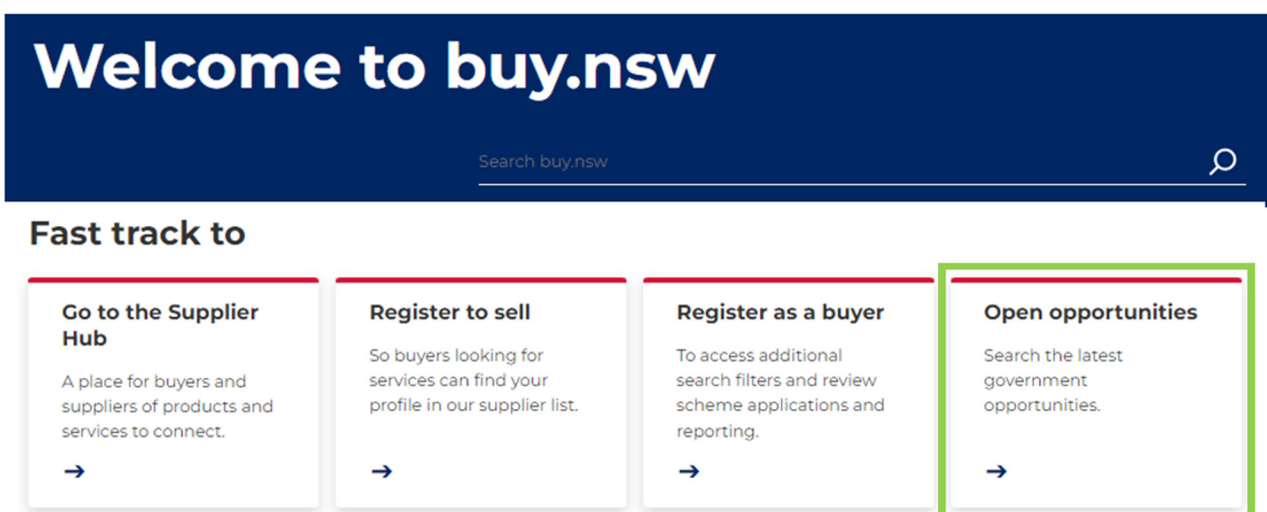 Welcome to buy.nsw
Search buy.nsw
Fast track to
Go to the Supplier
Hub
A place for buyers and
suppliers of products and
services to connect.
Register to sell
So buyers looking for
services can find your
profile in our supplier list.
Register as a buyer
To access additional
search filters and review
scheme applications and
reporting.
Open opportunities
Search the latest
government
opportunities.